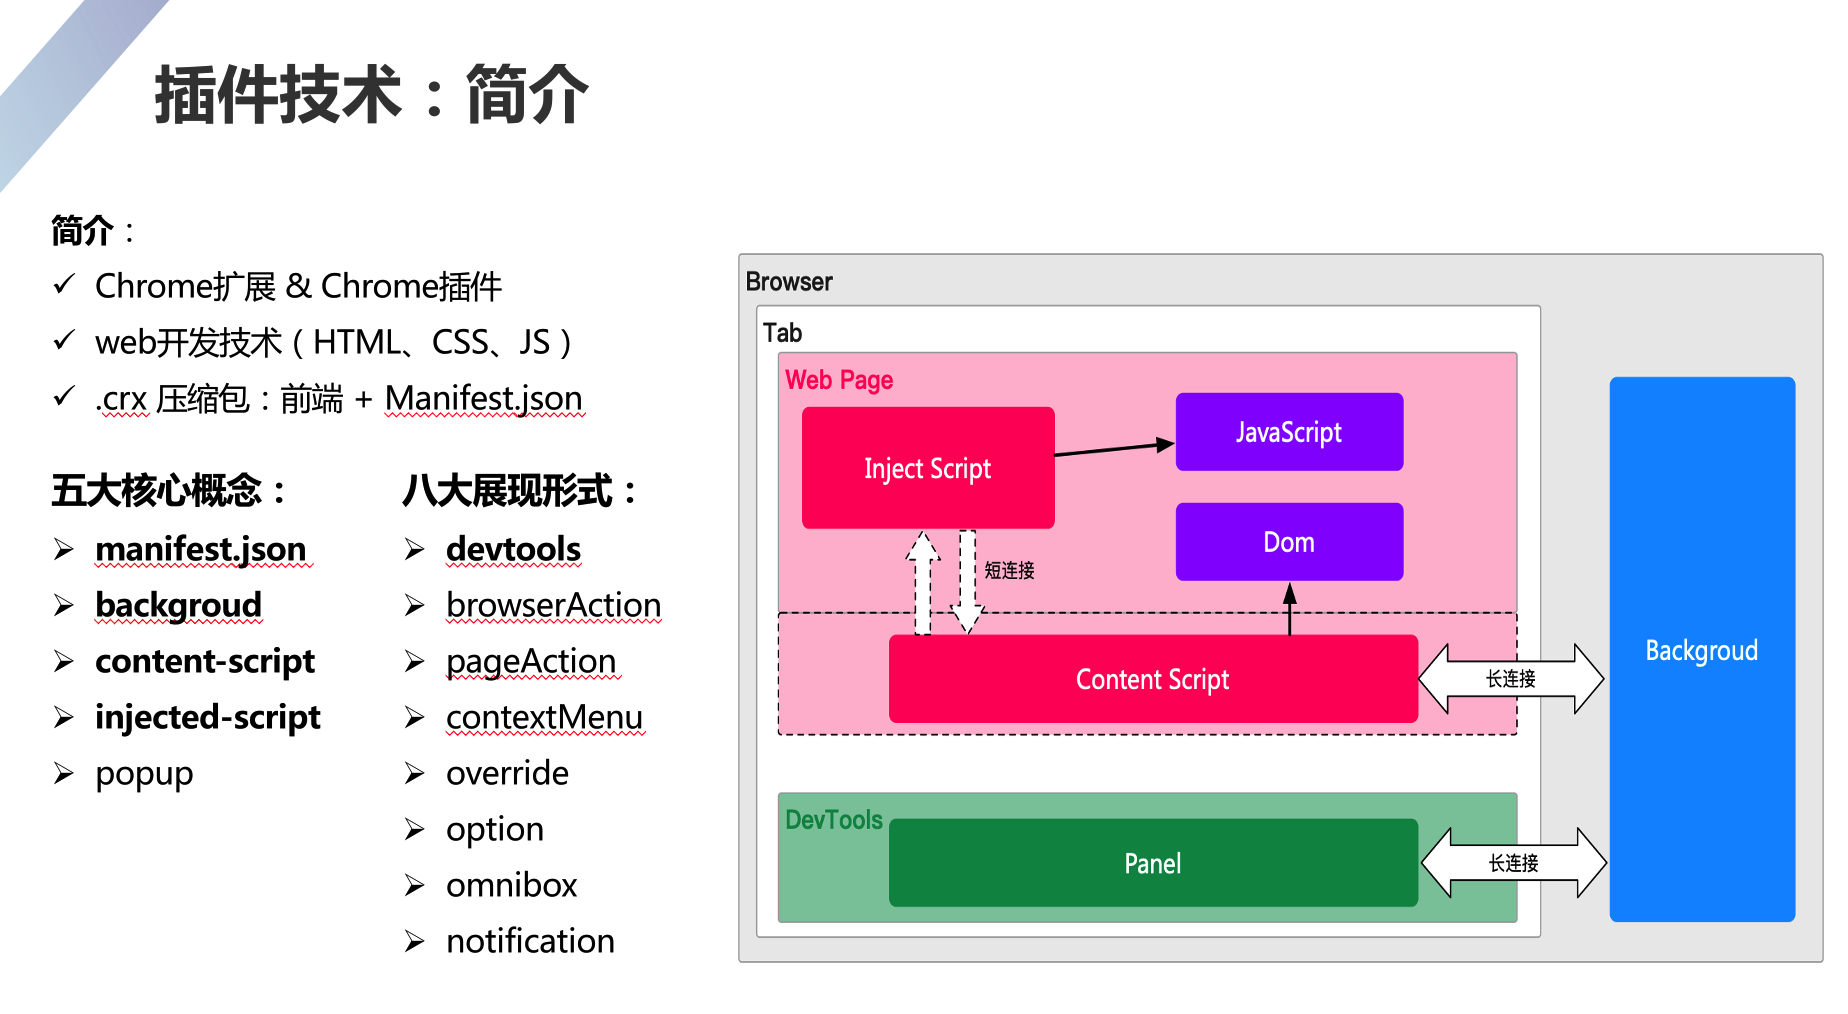 插件技术：简介
简介：
Chrome扩展 & Chrome插件
web开发技术（HTML、CSS、JS）
.crx 压缩包：前端 + Manifest.json
五大核心概念：
manifest.json
backgroud
content-script
injected-script
popup
八大展现形式：
devtools
browserAction
pageAction
contextMenu
override
option
omnibox
notification
Browser
Tab
Web Page
Inject Script
JavaScript
Dom
短连接
Content Script
长连接
Backgroud
DevTools
Panel
长连接